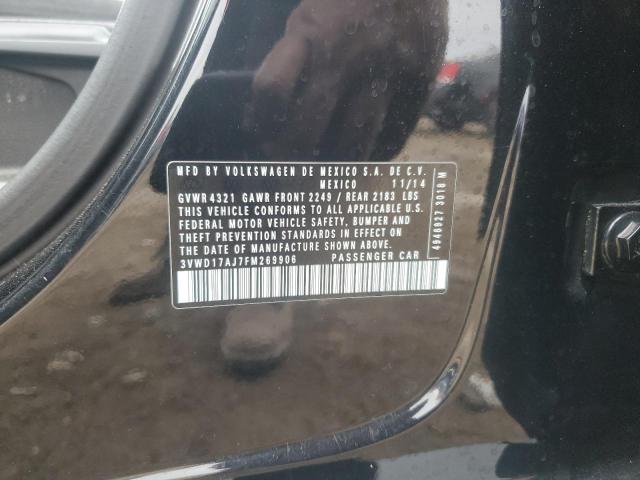 MFD BY VOLKSWAGEN DE MEXICO S.A. DE C.V.
MEXICO 11/14
GVWR 4321 GAWR FRONT 2249 / REAR 2183 LBS
THIS VEHICLE CONFORMS TO ALL APPLICABLE U.S.
FEDERAL MOTOR VEHICLE SAFETY, BUMPER AND
THEFT PREVENTION STANDARDS IN EFFECT ON
THE DATE OF MANUFACTURE SHOWN ABOVE
3VWD17AJ7FM269906 PASSENGER CAR
4946927 3018 M